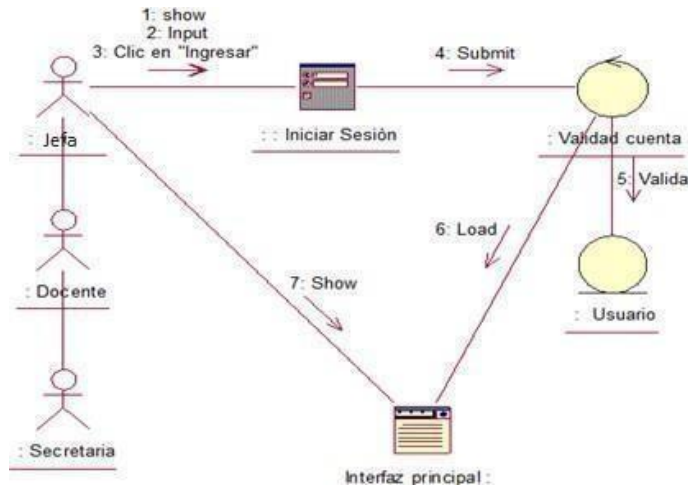 1: show
2: Input
3: Clic en "Ingresar"
4: Submit
: Jefa
: : Iniciar Sesión
: Validad cuenta
5: Valida
6: Load
7: Show
: Docente
: Usuario
: Secretaria
Interfaz principal :